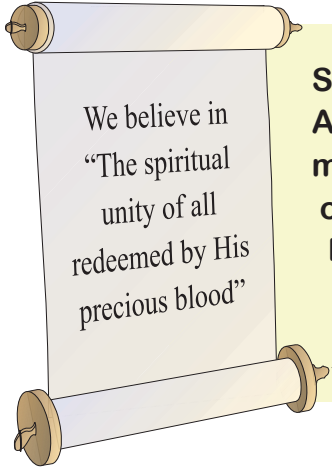 We believe in
“The spiritual
unity of all
redeemed by His
precious blood”